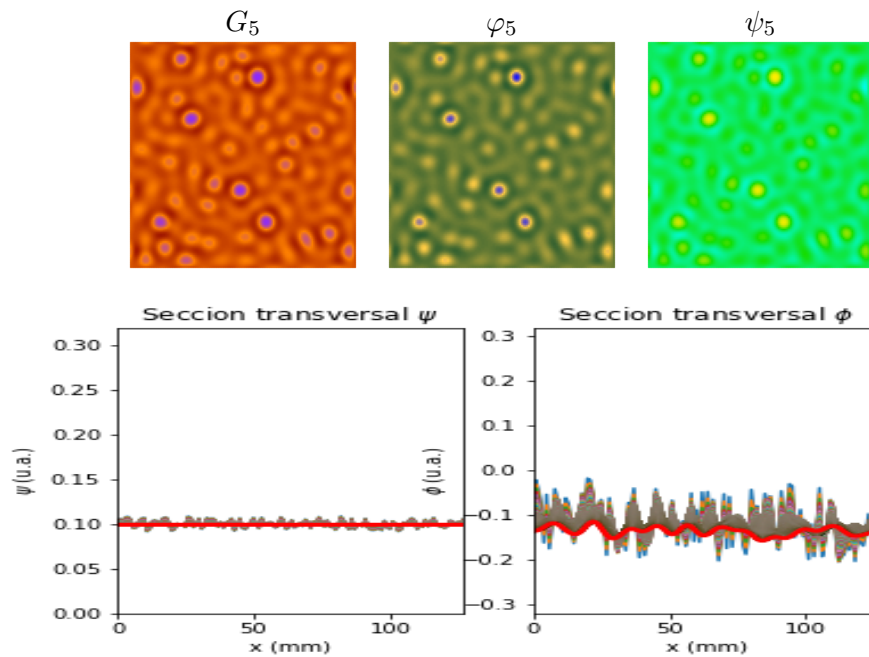 G₅ φ₅ ψ₅
Seccion transversal ψ Seccion transversal ϕ
0.30
0.25
0.20
0.15
0.10
0.05
0.00
ψ (u.a.)
0 50 100
x (mm)
0.3
0.2
0.1
0.0
−0.1
−0.2
−0.3
ϕ (u.a.)
0 50 100
x (mm)